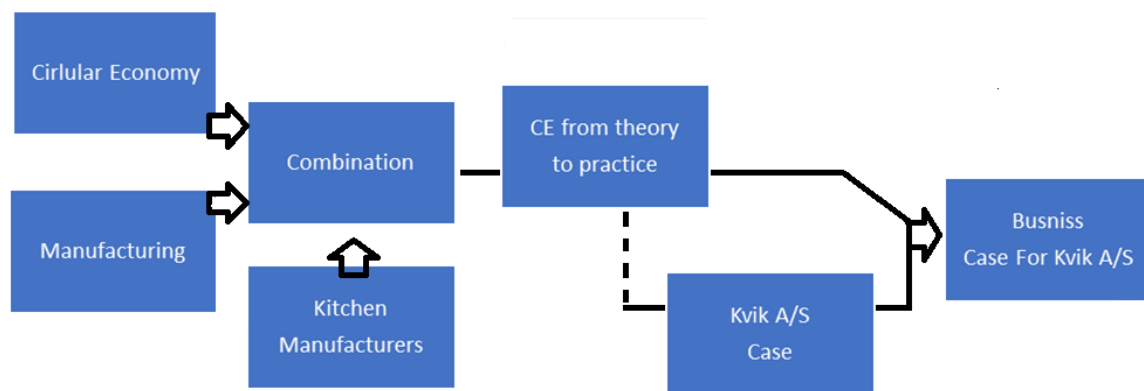 Cirlular Economy
Manufacturing
Combination
Kitchen
Manufacturers
CE from theory
to practice
Kvik A/S
Case
Busniss
Case For Kvik A/S